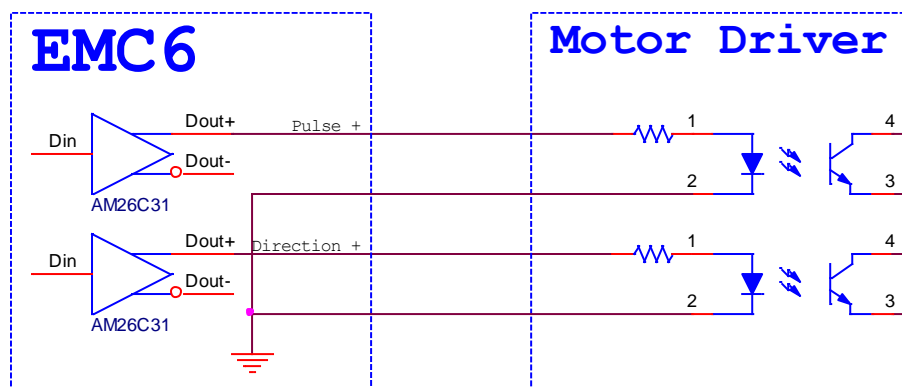 EMC6
Motor Driver
Dout+
Pulse +
1
4
Din
Dout-
2
3
AM26C31
Dout+
Direction +
1
4
Din
Dout-
2
3
AM26C31